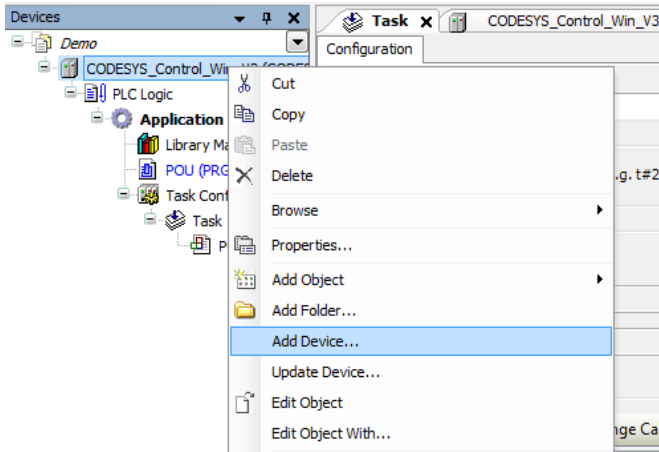 Devices
Task
CODESYS_Control_Win_V3
Demo
Configuration
CODESYS_Control_Wi
PLC Logic
Application
Library Ma
POU (PRG
Task Conf
Task
P
Cut
Copy
Paste
Delete
.g. t#2
Browse
Properties...
Add Object
Add Folder...
Add Device...
Update Device...
Edit Object
Edit Object With...
nge Ca